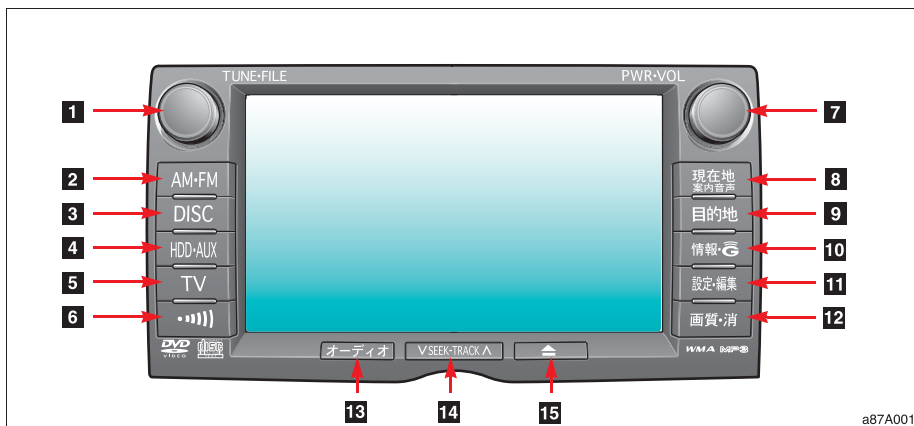 TUNE•FILE
PWR•VOL
1
7
2
AM•FM
現在地
案内音声
8
3
DISC
目的地
9
4
HDD•AUX
情報•G
10
5
TV
設定•編集
11
6
画質•消
12
DVD
VIDEO
disc
WMA MP3
オーディオ
∨ SEEK•TRACK ∧
13
14
15
a87A001